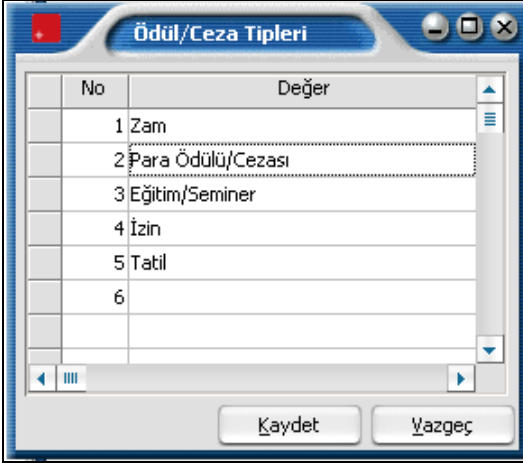 Ödül/Ceza Tipleri
No Değer
1 Zam
2 Para Ödülü/Cezası
3 Eğitim/Seminer
4 İzin
5 Tatil
6
Kaydet Vazgeç